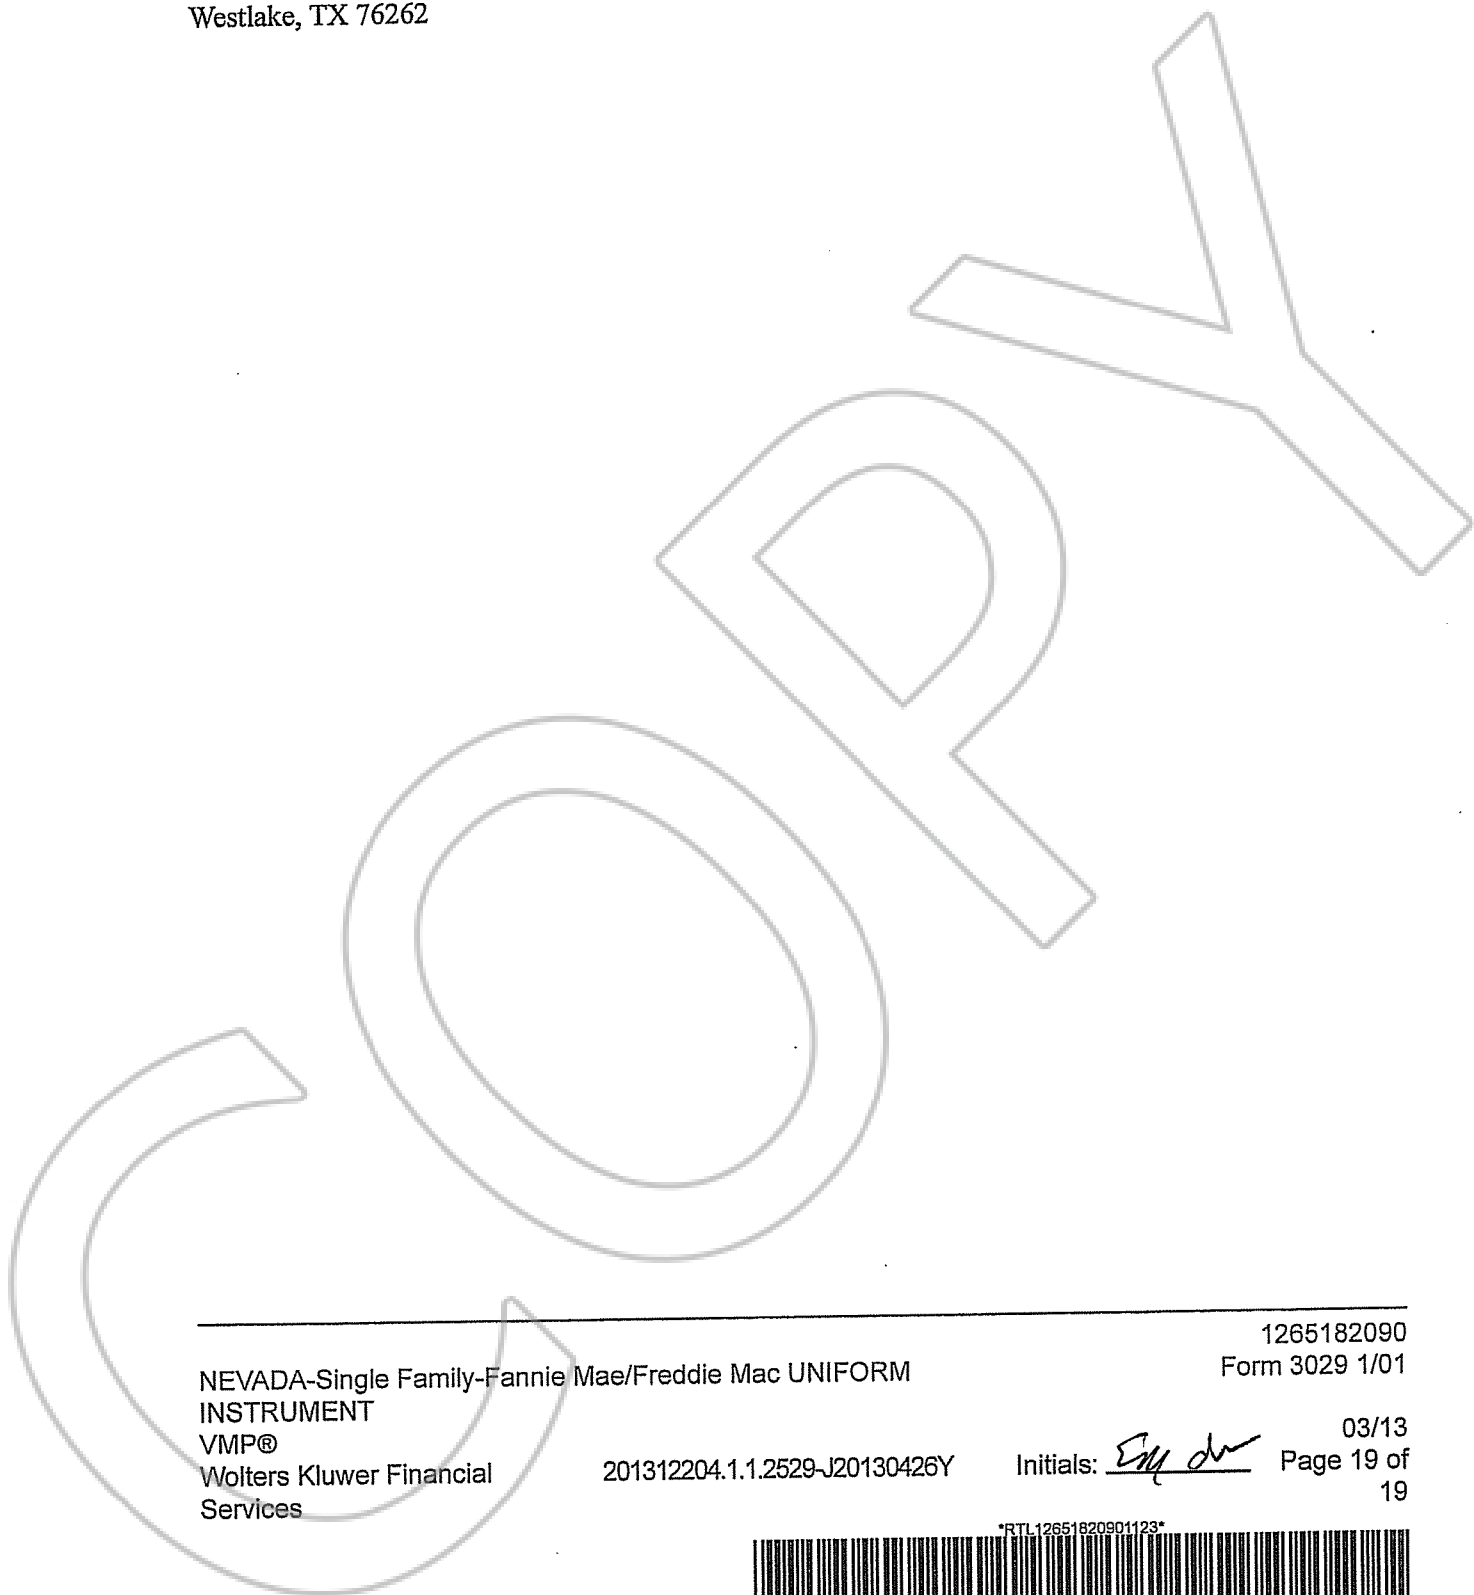 Westlake, TX 76262
COPY
1265182090
NEVADA-Single Family-Fannie Mae/Freddie Mac UNIFORM
Form 3029 1/01
INSTRUMENT
VMP®
03/13
Wolters Kluwer Financial
201312204.1.1.2529-J20130426Y
Initials:
Page 19 of
Services
19
*RTL12651820901123*